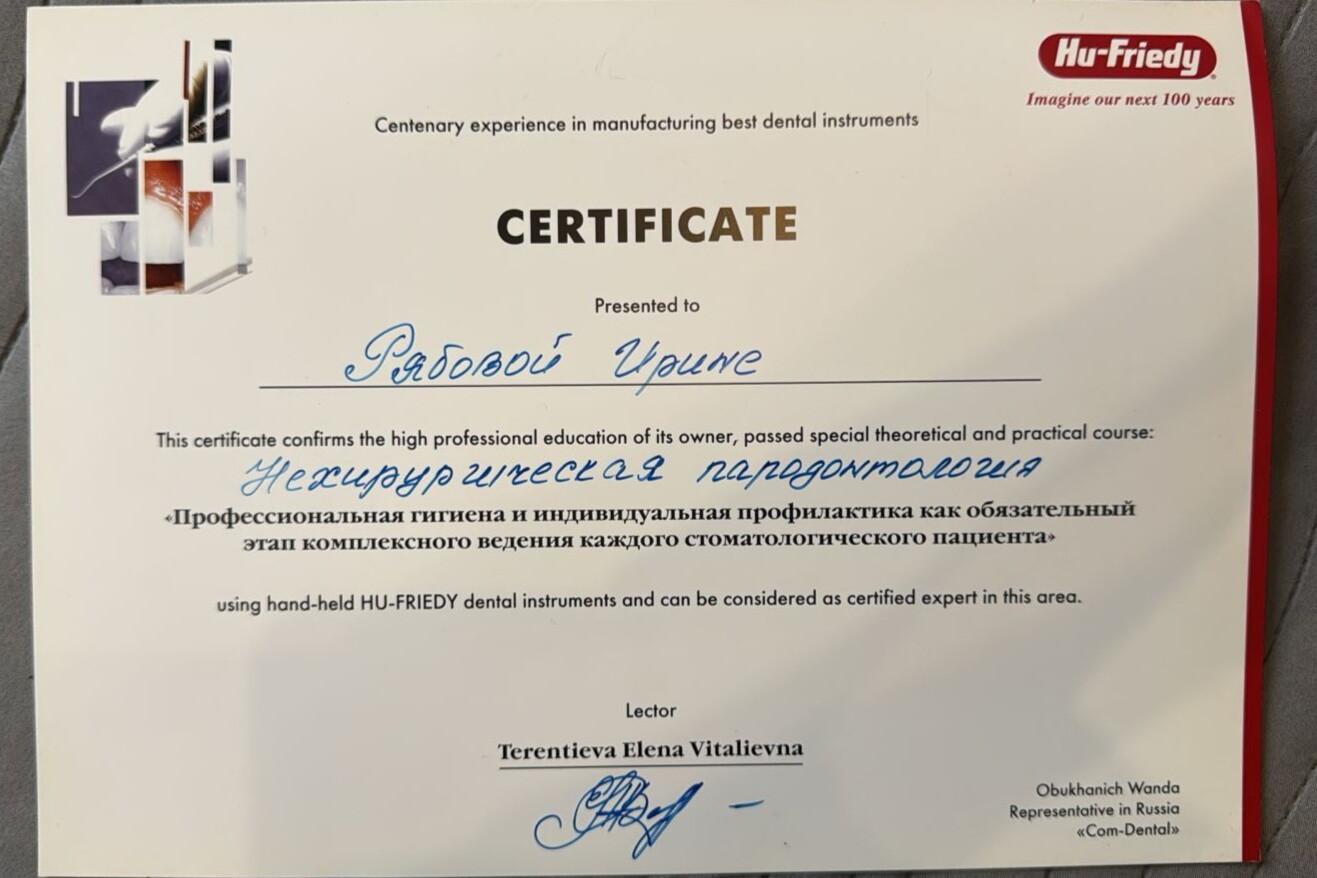 Hu-Friedy
Imagine our next 100 years
Centenary experience in manufacturing best dental instruments
CERTIFICATE
Presented to
Рябовой Ирине
This certificate confirms the high professional education of its owner, passed special theoretical and practical course:
Нехирургическая пародонтология
«Профессиональная гигиена и индивидуальная профилактика как обязательный
этап комплексного ведения каждого стоматологического пациента»
using hand-held HU-FRIEDY dental instruments and can be considered as certified expert in this area.
Lector
Terentieva Elena Vitalievna
Obukhanich Wanda
Representative in Russia
«Com-Dental»